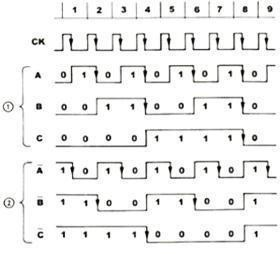 1 2 3 4 5 6 7 8 9
CK
A 0 1 0 1 0 1 0 1 0
① B 0 0 1 1 0 0 1 1 0
C 0 0 0 0 1 1 1 1 0
A̅ 1 0 1 0 1 0 1 0 1
② B̅ 1 1 0 0 1 1 0 0 1
C̅ 1 1 1 1 0 0 0 0 1